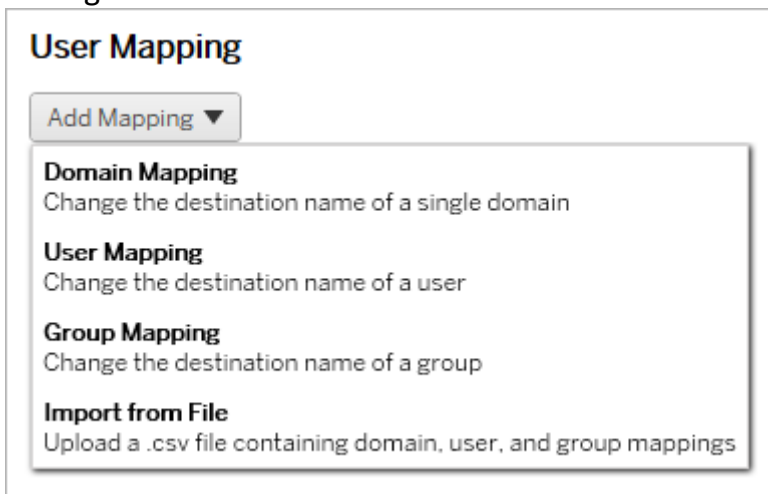 User Mapping
Add Mapping ▼
Domain Mapping
Change the destination name of a single domain
User Mapping
Change the destination name of a user
Group Mapping
Change the destination name of a group
Import from File
Upload a .csv file containing domain, user, and group mappings